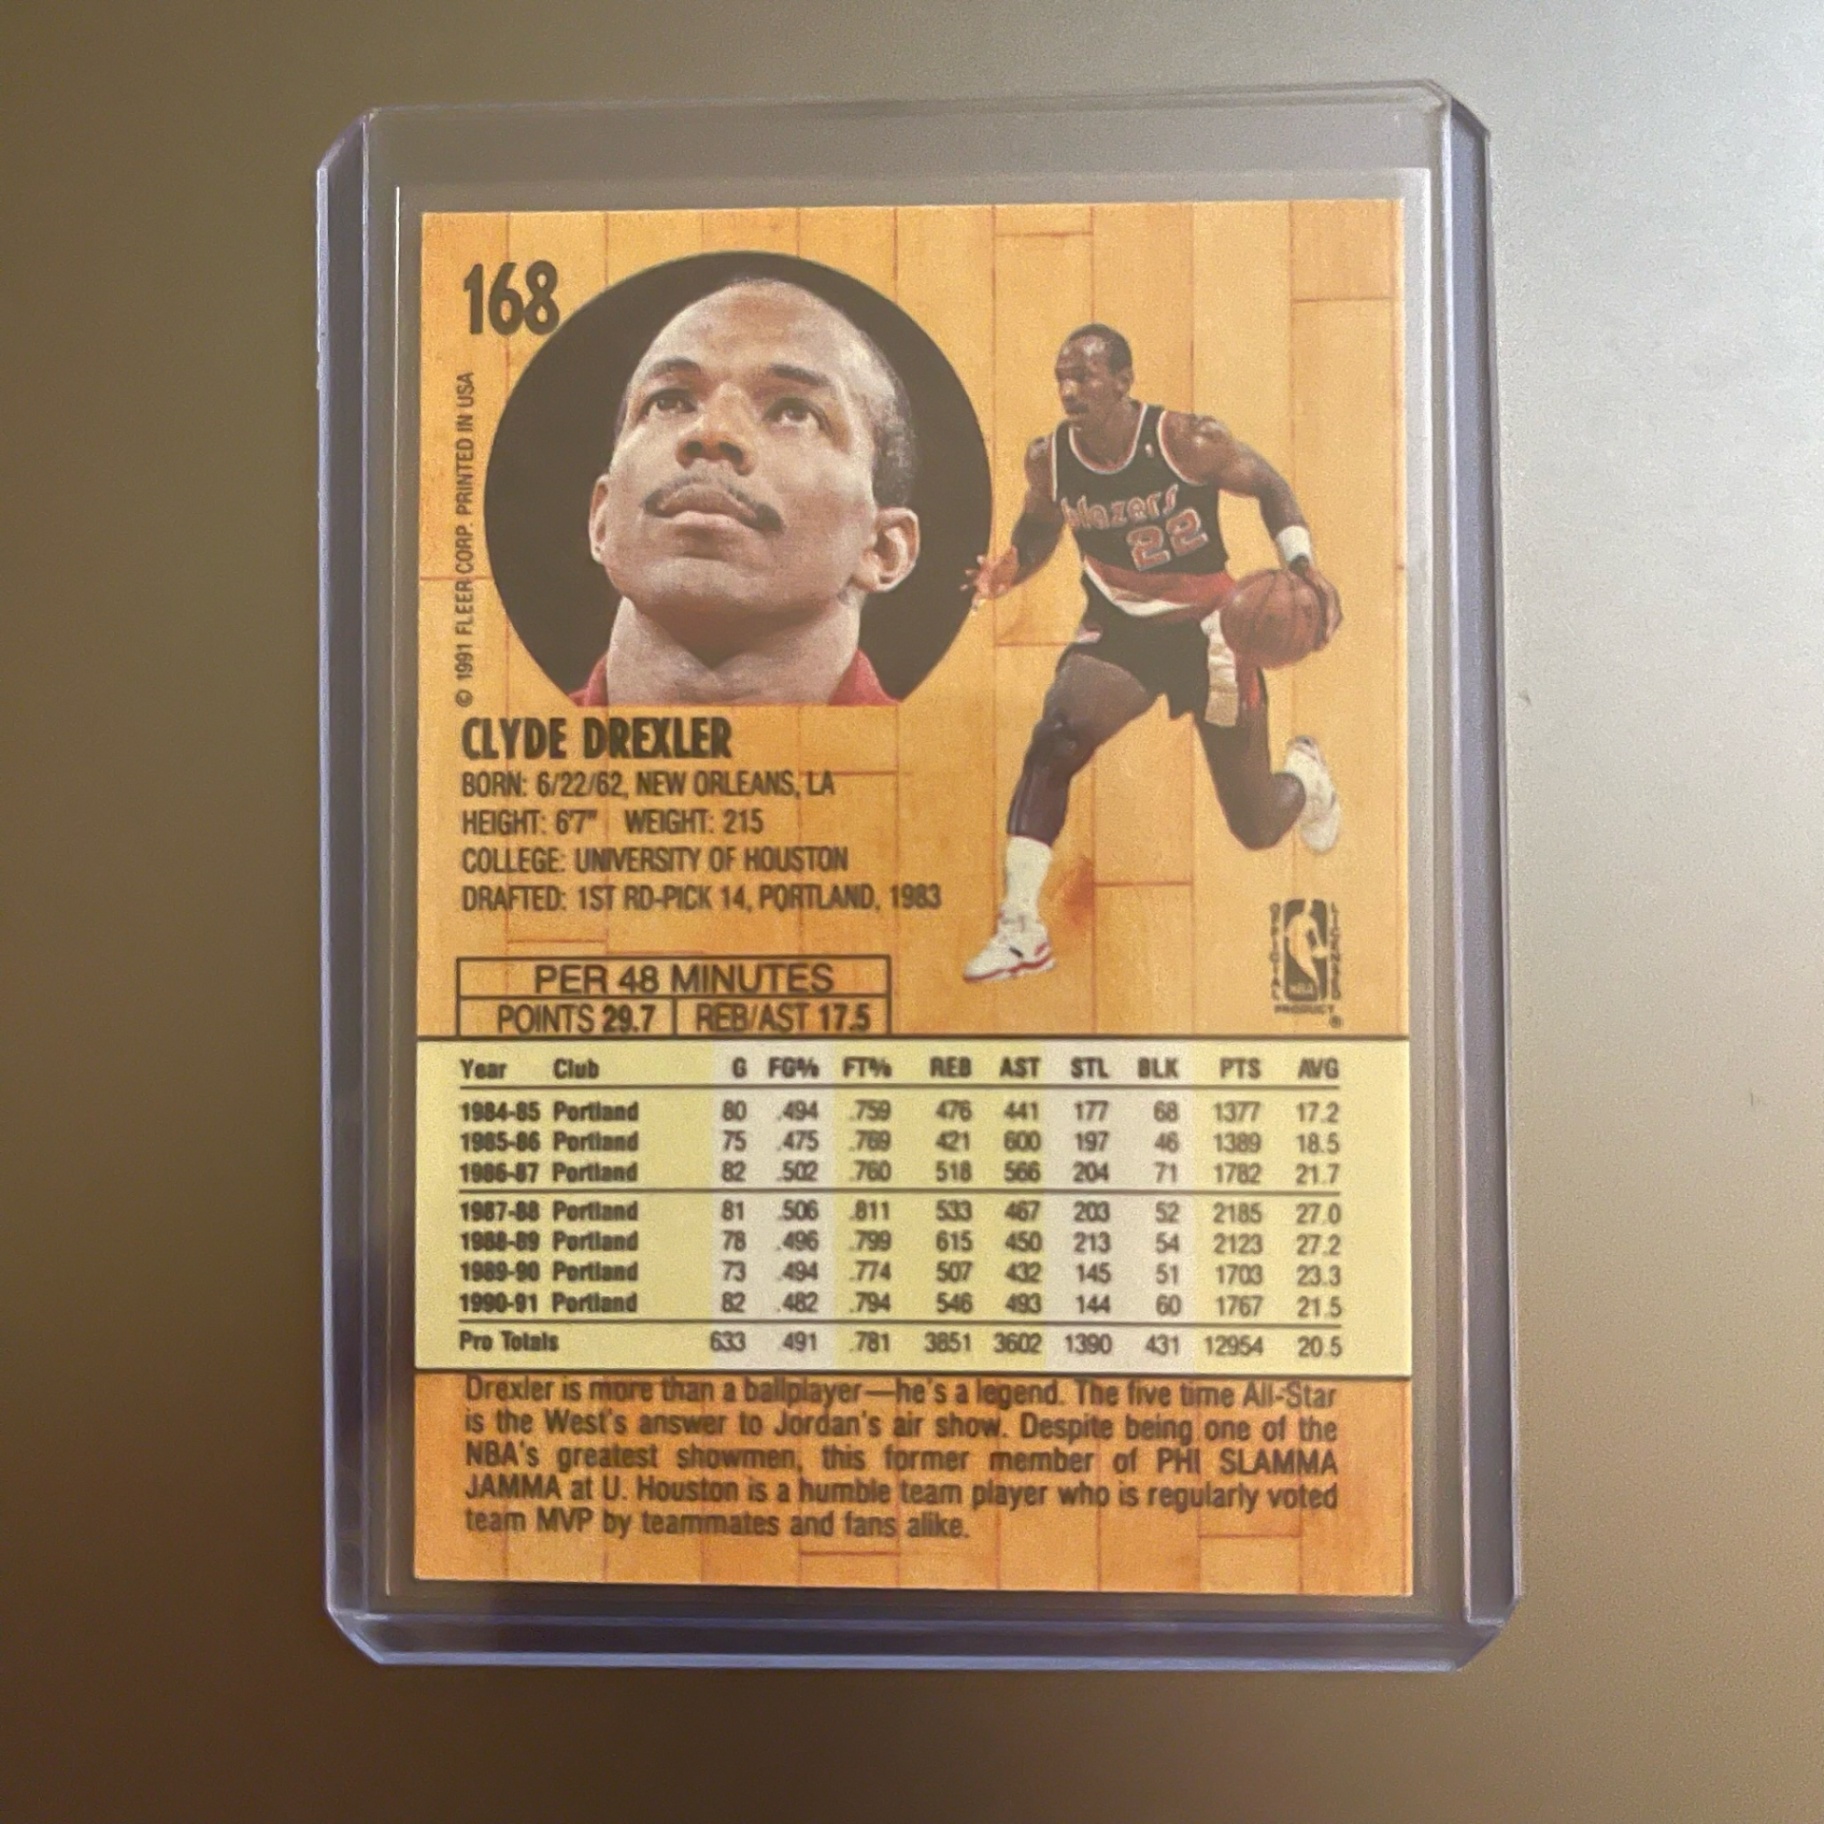 168
© 1991 FLEER CORP. PRINTED IN USA
blazers
22
CLYDE DREXLER
BORN: 6/22/62, NEW ORLEANS, LA
HEIGHT: 6'7" WEIGHT: 215
COLLEGE: UNIVERSITY OF HOUSTON
DRAFTED: 1ST RD-PICK 14, PORTLAND, 1983
OFFICIAL LICENSED
NBA
PRODUCT ®
PER 48 MINUTES
POINTS 29.7 REB/AST 17.5
Year Club G FG% FT% REB AST STL BLK PTS AVG
1984-85 Portland 80 .494 .759 476 441 177 68 1377 17.2
1985-86 Portland 75 .475 .769 421 600 197 46 1389 18.5
1986-87 Portland 82 .502 .760 518 566 204 71 1782 21.7
1987-88 Portland 81 .506 .811 533 467 203 52 2185 27.0
1988-89 Portland 78 .496 .799 615 450 213 54 2123 27.2
1989-90 Portland 73 .494 .774 507 432 145 51 1703 23.3
1990-91 Portland 82 .482 .794 546 493 144 60 1767 21.5
Pro Totals 633 .491 .781 3851 3602 1390 431 12954 20.5
Drexler is more than a ballplayer—he's a legend. The five time All-Star
is the West's answer to Jordan's air show. Despite being one of the
NBA's greatest showmen, this former member of PHI SLAMMA
JAMMA at U. Houston is a humble team player who is regularly voted
team MVP by teammates and fans alike.